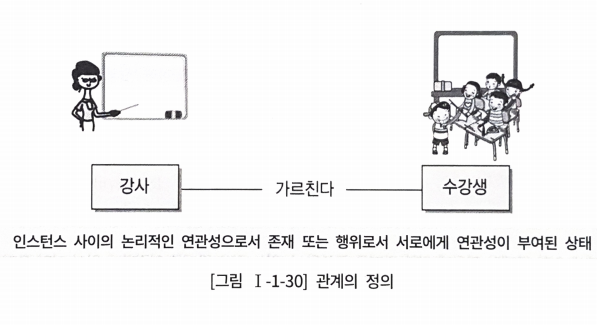 강사 가르친다 수강생
인스턴스 사이의 논리적인 연관성으로서 존재 또는 행위로서 서로에게 연관성이 부여된 상태
[그림 Ⅰ-1-30] 관계의 정의